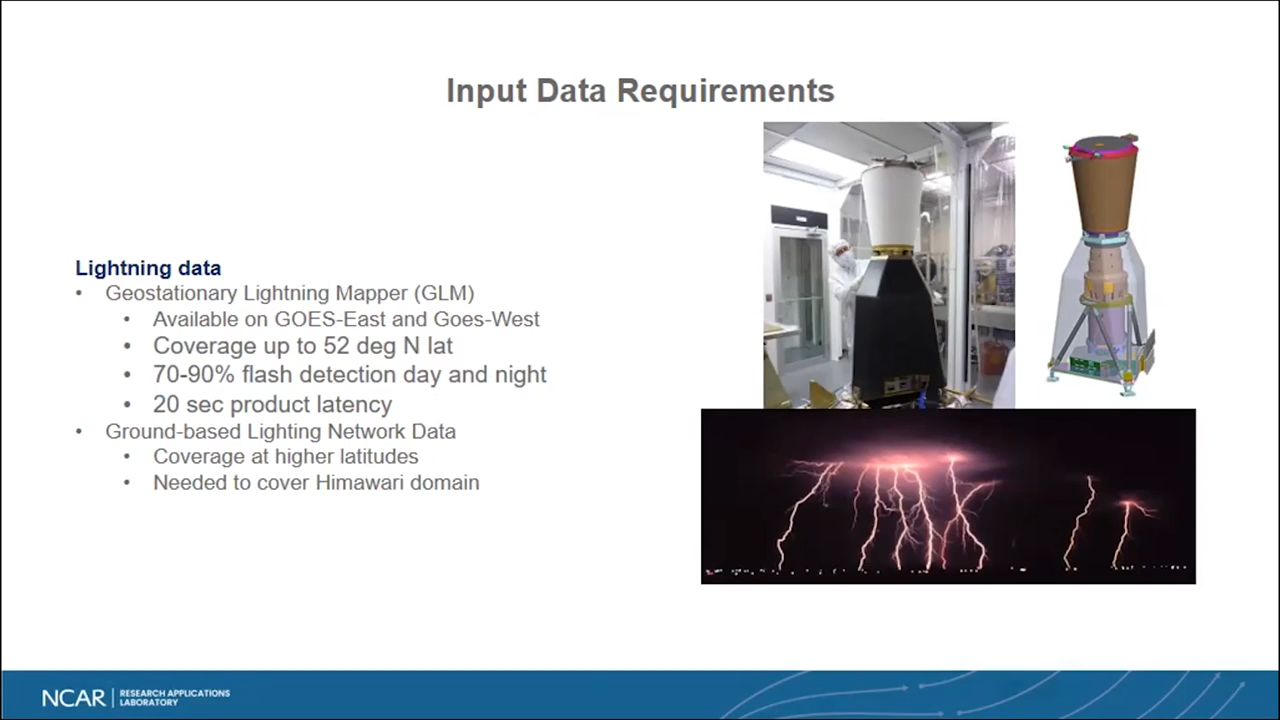 Input Data Requirements
Lightning data
• Geostationary Lightning Mapper (GLM)
• Available on GOES-East and Goes-West
• Coverage up to 52 deg N lat
• 70-90% flash detection day and night
• 20 sec product latency
• Ground-based Lighting Network Data
• Coverage at higher latitudes
• Needed to cover Himawari domain
NCAR
RESEARCH APPLICATIONS
LABORATORY